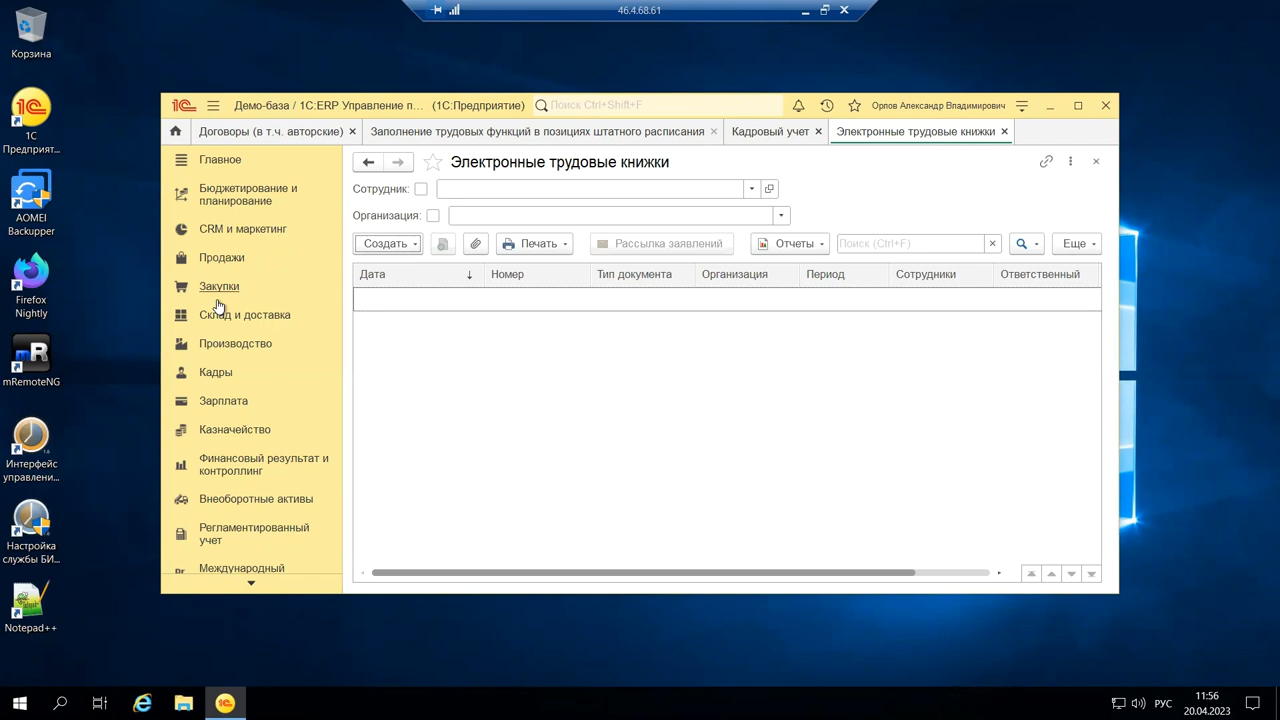 46.4.68.61
Корзина
1С
Предприят...
AOMEI
Backupper
Firefox
Nightly
mRemoteNG
Интерфейс
управлени...
Настройка
службы БИ...
Notepad++
Демо-база / 1С:ERP Управление п... (1С:Предприятие)
Поиск Ctrl+Shift+F
Орлов Александр Владимирович
Договоры (в т.ч. авторские)
Заполнение трудовых функций в позициях штатного расписания
Кадровый учет
Электронные трудовые книжки
Главное
Бюджетирование и
планирование
CRM и маркетинг
Продажи
Закупки
Склад и доставка
Производство
Кадры
Зарплата
Казначейство
Финансовый результат и
контроллинг
Внеоборотные активы
Регламентированный
учет
Международный
Электронные трудовые книжки
Сотрудник:
Организация:
Создать
Печать
Рассылка заявлений
Отчеты
Поиск (Ctrl+F)
Еще
Дата Номер Тип документа Организация Период Сотрудники Ответственный
РУС
11:56
20.04.2023